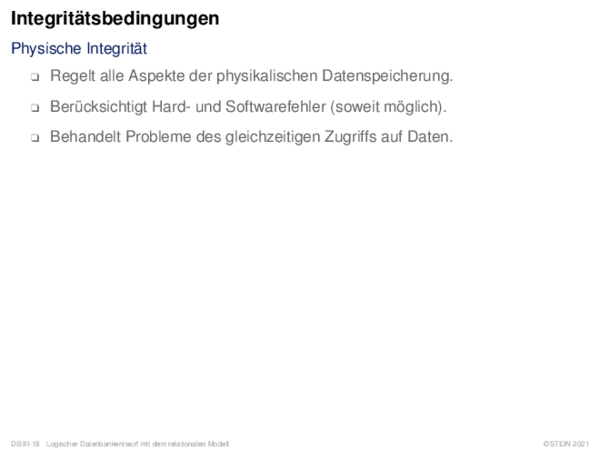 Integritätsbedingungen
Physische Integrität
❏ Regelt alle Aspekte der physikalischen Datenspeicherung.
❏ Berücksichtigt Hard- und Softwarefehler (soweit möglich).
❏ Behandelt Probleme des gleichzeitigen Zugriffs auf Daten.
DB:III-18 Logischer Datenbankentwurf mit dem relationalen Modell ©STEIN 2021